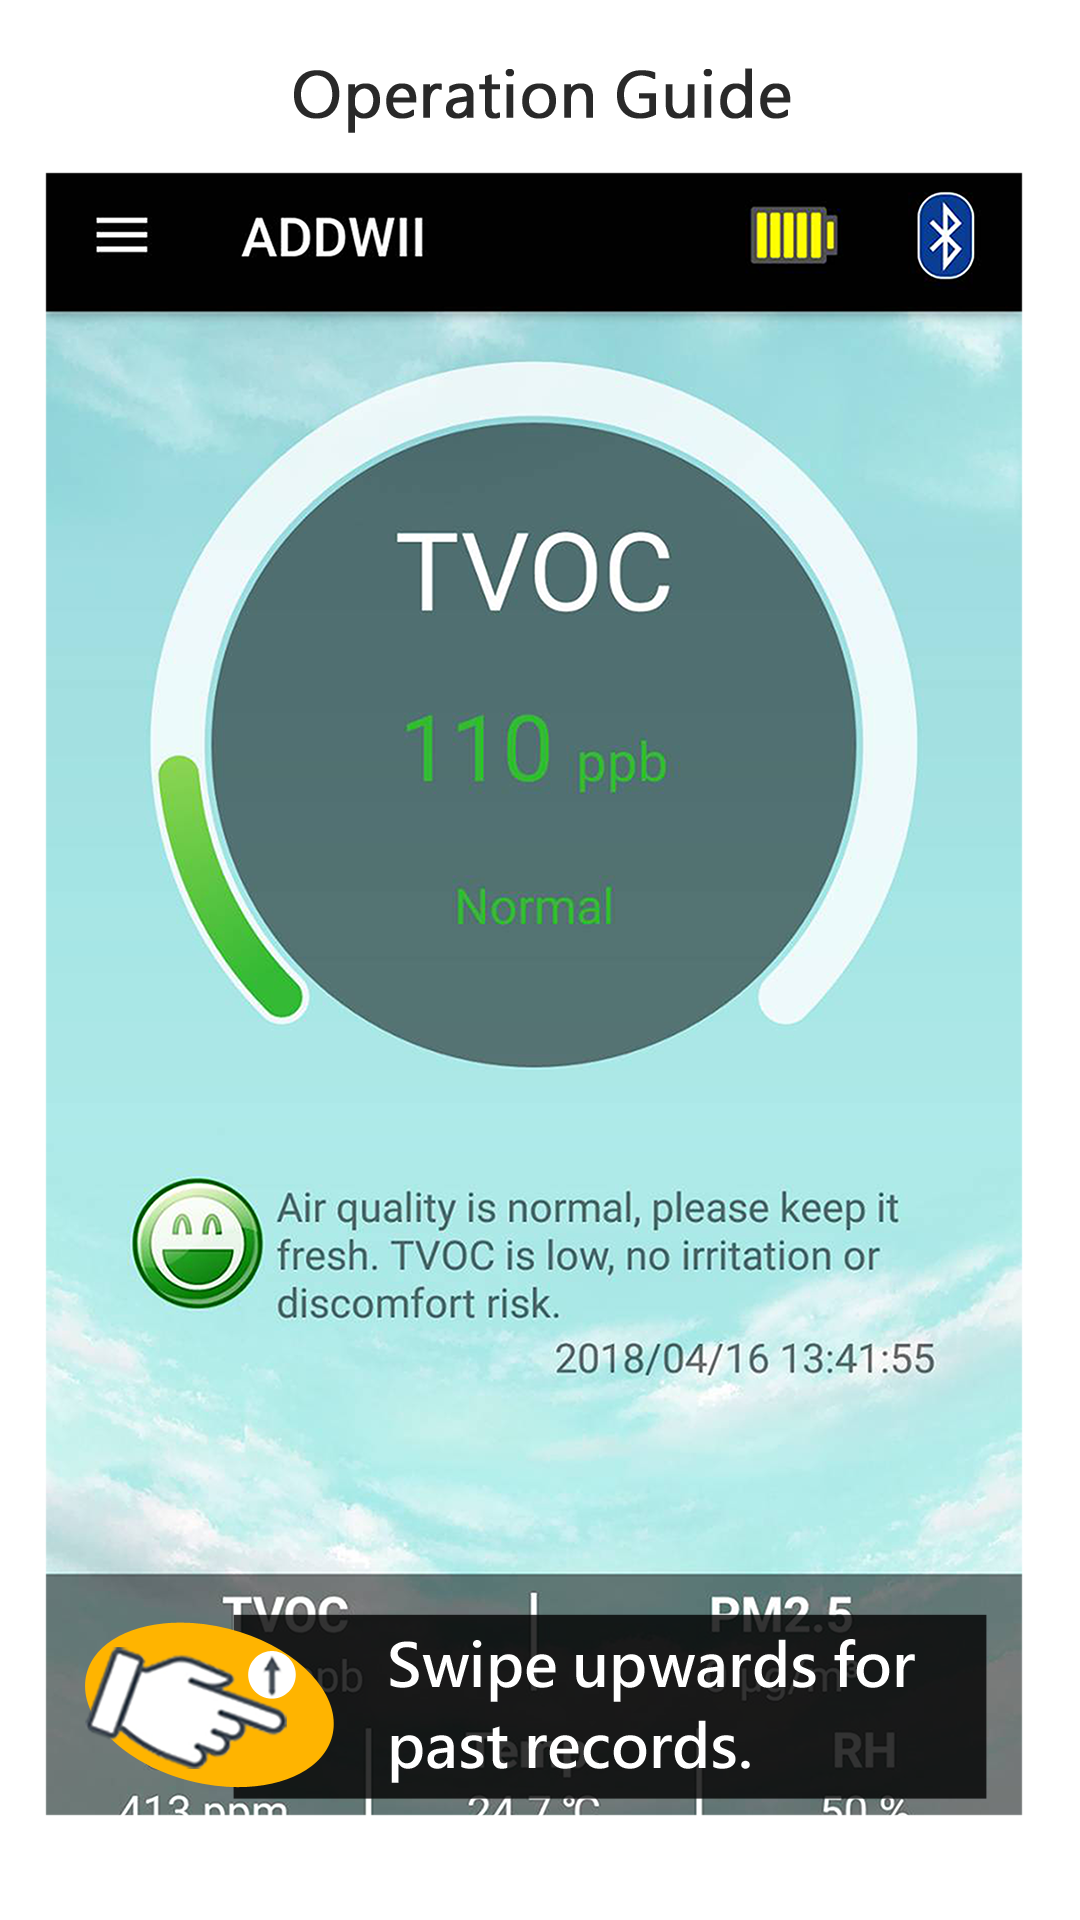 Operation Guide
ADDWII
TVOC
110 ppb
Normal
Air quality is normal, please keep it
fresh. TVOC is low, no irritation or
discomfort risk.
2018/04/16 13:41:55
TVOC PM2.5
Swipe upwards for
past records.
Temp RH
413 ppm 24.7 °C 50 %